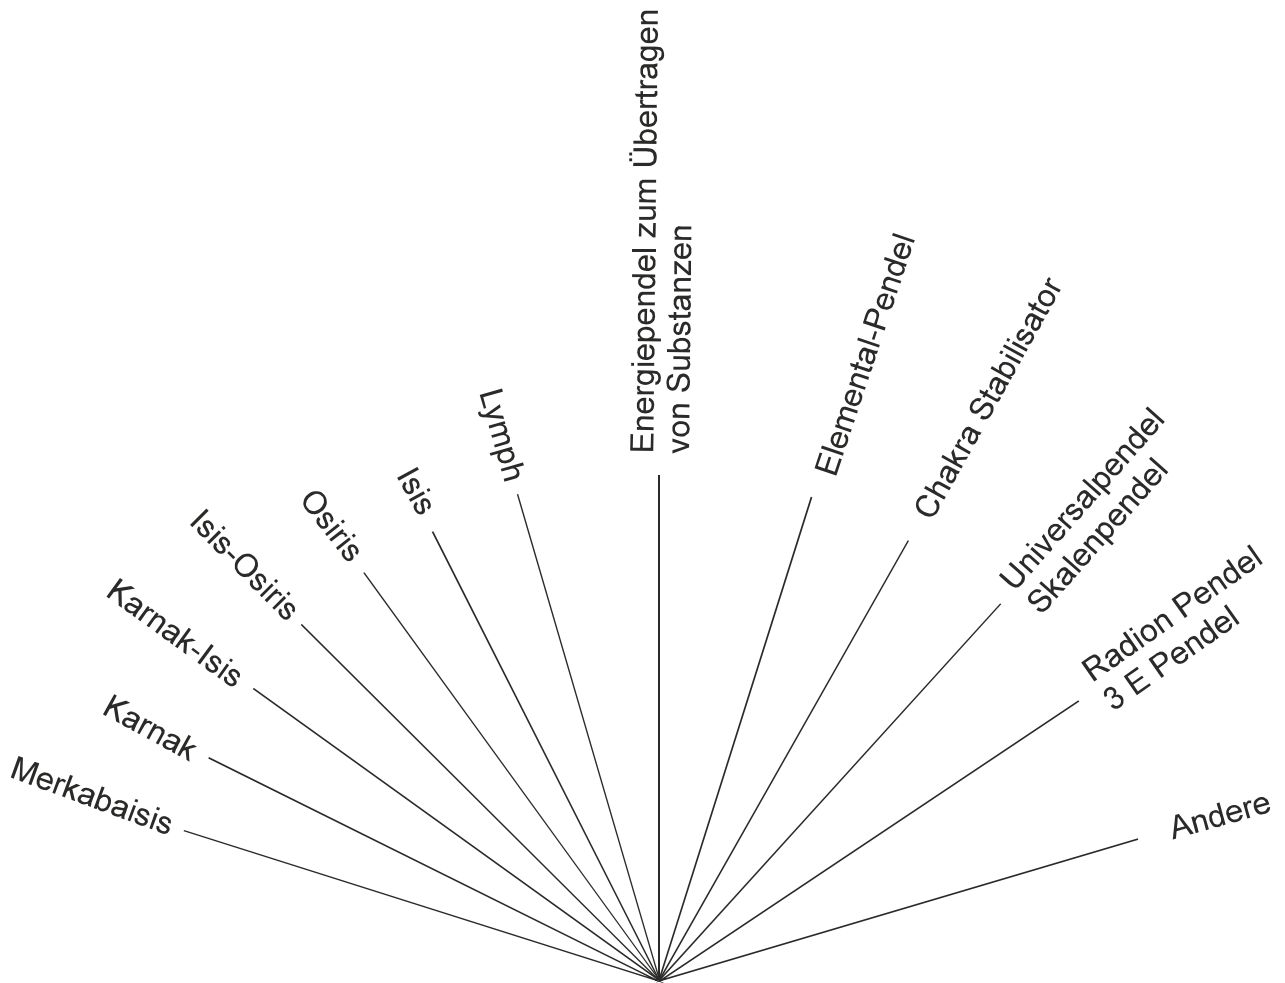 Merkabaisis
Karnak
Karnak-Isis
Isis-Osiris
Osiris
Isis
Lymph
Energiependel zum Übertragen
von Substanzen
Elemental-Pendel
Chakra Stabilisator
Universalpendel
Skalenpendel
Radion Pendel
3 E Pendel
Andere